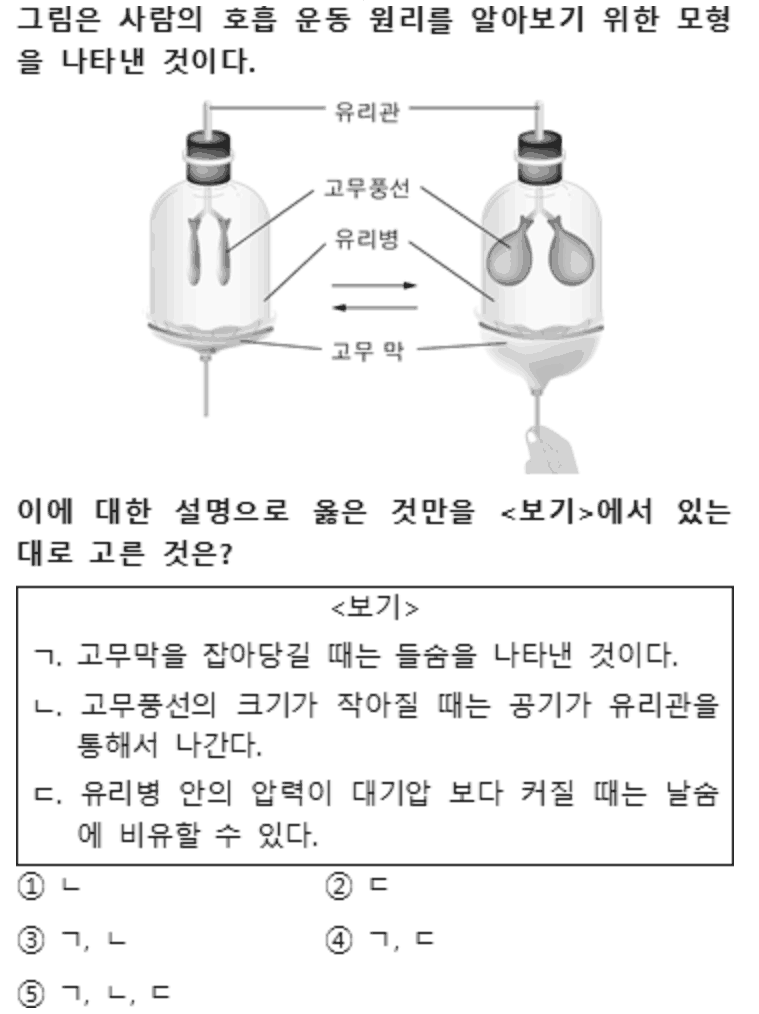 그림은 사람의 호흡 운동 원리를 알아보기 위한 모형
을 나타낸 것이다.
유리관
고무풍선
유리병
고무 막
이에 대한 설명으로 옳은 것만을 <보기>에서 있는
대로 고른 것은?
<보기>
ㄱ. 고무막을 잡아당길 때는 들숨을 나타낸 것이다.
ㄴ. 고무풍선의 크기가 작아질 때는 공기가 유리관을
통해서 나간다.
ㄷ. 유리병 안의 압력이 대기압 보다 커질 때는 날숨
에 비유할 수 있다.
① ㄴ ② ㄷ
③ ㄱ, ㄴ ④ ㄱ, ㄷ
⑤ ㄱ, ㄴ, ㄷ